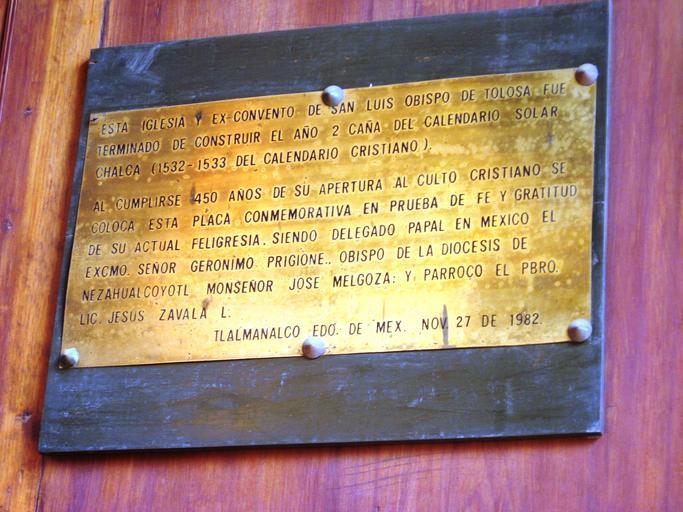 ESTA IGLESIA Y EX-CONVENTO DE SAN LUIS OBISPO DE TOLOSA FUE
TERMINADO DE CONSTRUIR EL AÑO 2 CAÑA DEL CALENDARIO SOLAR
CHALCA (1532-1533 DEL CALENDARIO CRISTIANO).
AL CUMPLIRSE 450 AÑOS DE SU APERTURA AL CULTO CRISTIANO SE
COLOCA ESTA PLACA CONMEMORATIVA EN PRUEBA DE FE Y GRATITUD
DE SU ACTUAL FELIGRESIA. SIENDO DELEGADO PAPAL EN MEXICO EL
EXCMO. SEÑOR GERONIMO PRIGIONE.. OBISPO DE LA DIOCESIS DE
NEZAHUALCOYOTL MONSEÑOR JOSE MELGOZA: Y PARROCO EL PBRO.
LIC. JESUS ZAVALA L.
TLALMANALCO EDO. DE MEX. NOV. 27 DE 1982.